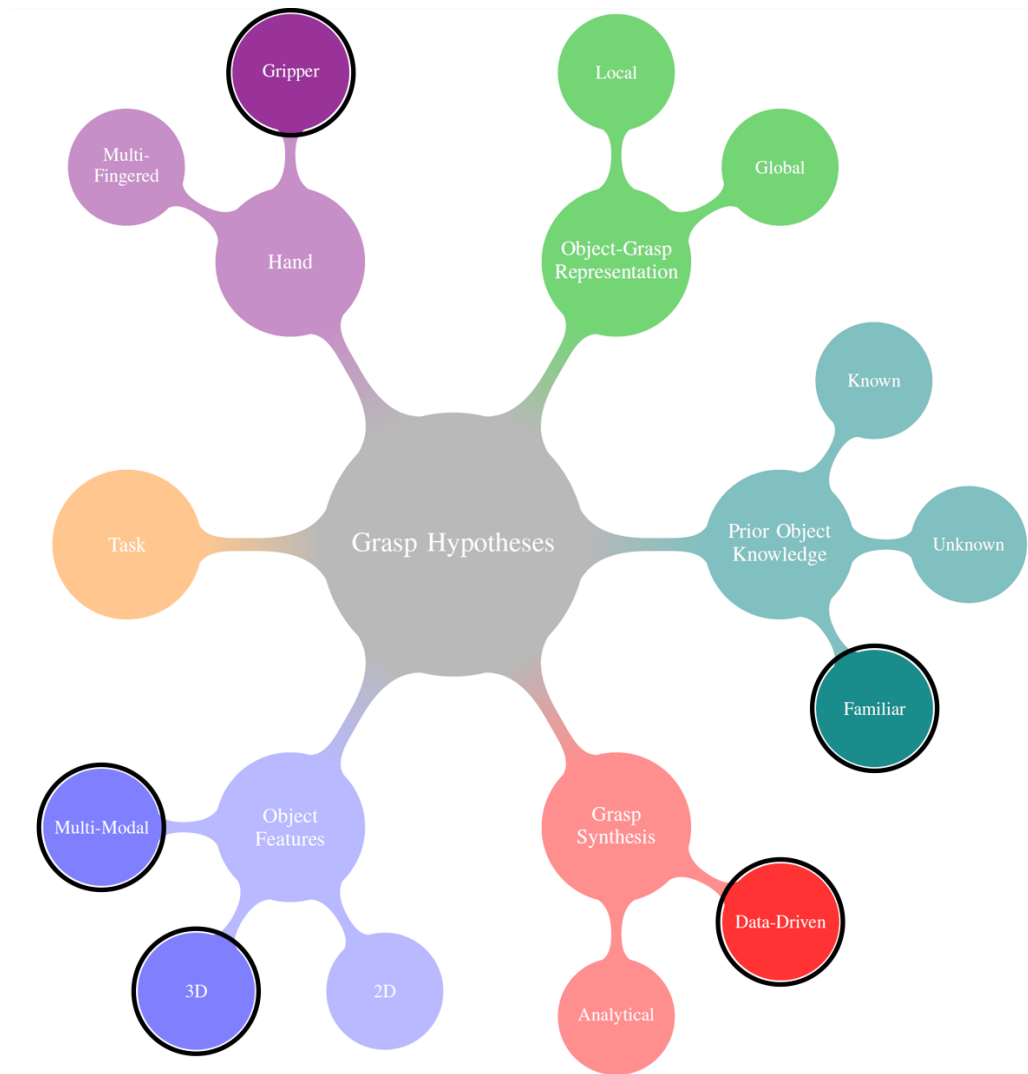 Gripper
Local
Multi-
Fingered
Global
Hand
Object-Grasp
Representation
Known
Task
Grasp Hypotheses
Prior Object
Knowledge
Unknown
Familiar
Multi-Modal
Object
Features
Grasp
Synthesis
Data-Driven
3D
2D
Analytical